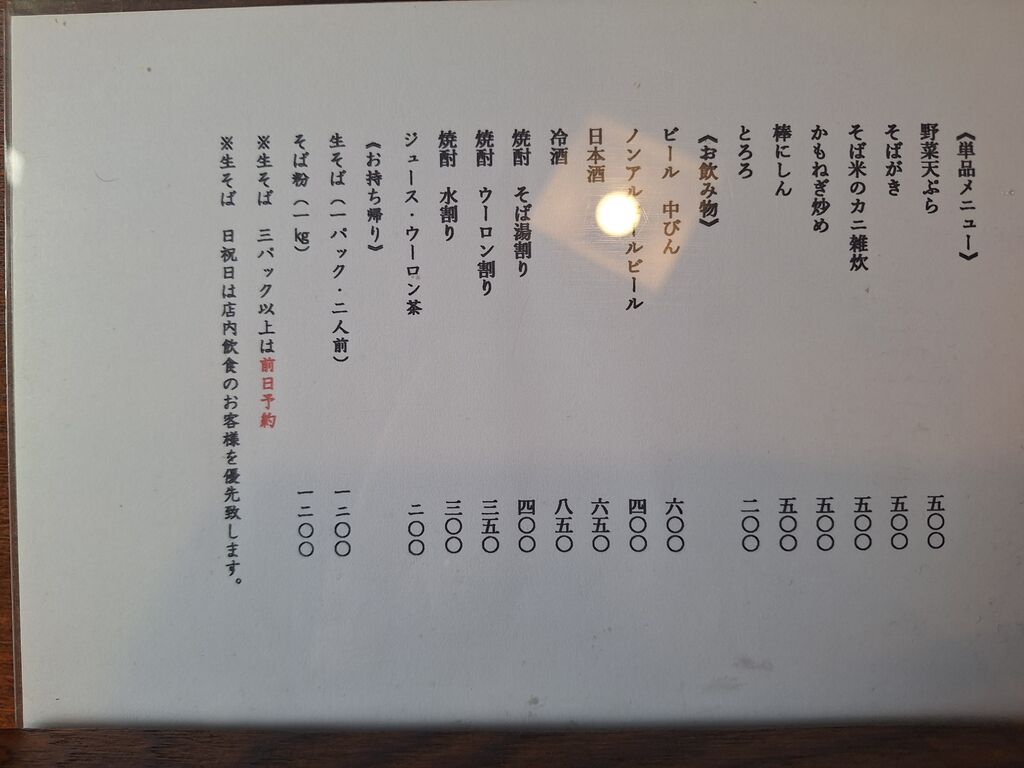 《単品メニュー》
野菜天ぷら 五〇〇
そばがき 五〇〇
そば米のカニ雑炊 五〇〇
かもねぎ炒め 五〇〇
棒にしん 五〇〇
とろろ 二〇〇
《お飲み物》
ビール 中びん 六〇〇
ノンアル ールビール 四〇〇
日本酒 六五〇
冷酒 八五〇
焼酎 そば湯割り 四〇〇
焼酎 ウーロン割り 三五〇
焼酎 水割り 三〇〇
ジュース・ウーロン茶 二〇〇
《お持ち帰り》
生そば（一パック・二人前） 一二〇〇
そば粉（一㎏） 一二〇〇
※生そば 三パック以上は前日予約
※生そば 日祝日は店内飲食のお客様を優先致します。